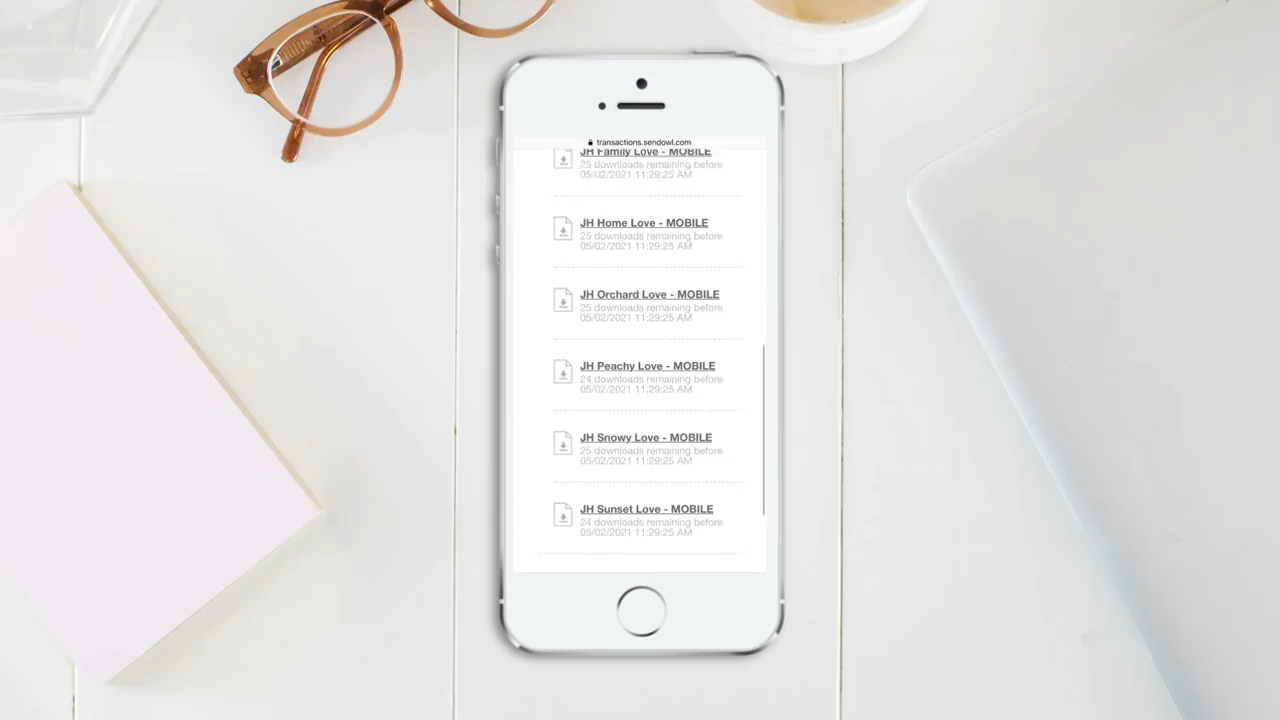 transactions.sendowl.com
JH Family Love - MOBILE
25 downloads remaining before
05/02/2021 11:29:25 AM
JH Home Love - MOBILE
25 downloads remaining before
05/02/2021 11:29:25 AM
JH Orchard Love - MOBILE
25 downloads remaining before
05/02/2021 11:29:25 AM
JH Peachy Love - MOBILE
24 downloads remaining before
05/02/2021 11:29:25 AM
JH Snowy Love - MOBILE
25 downloads remaining before
05/02/2021 11:29:25 AM
JH Sunset Love - MOBILE
24 downloads remaining before
05/02/2021 11:29:25 AM